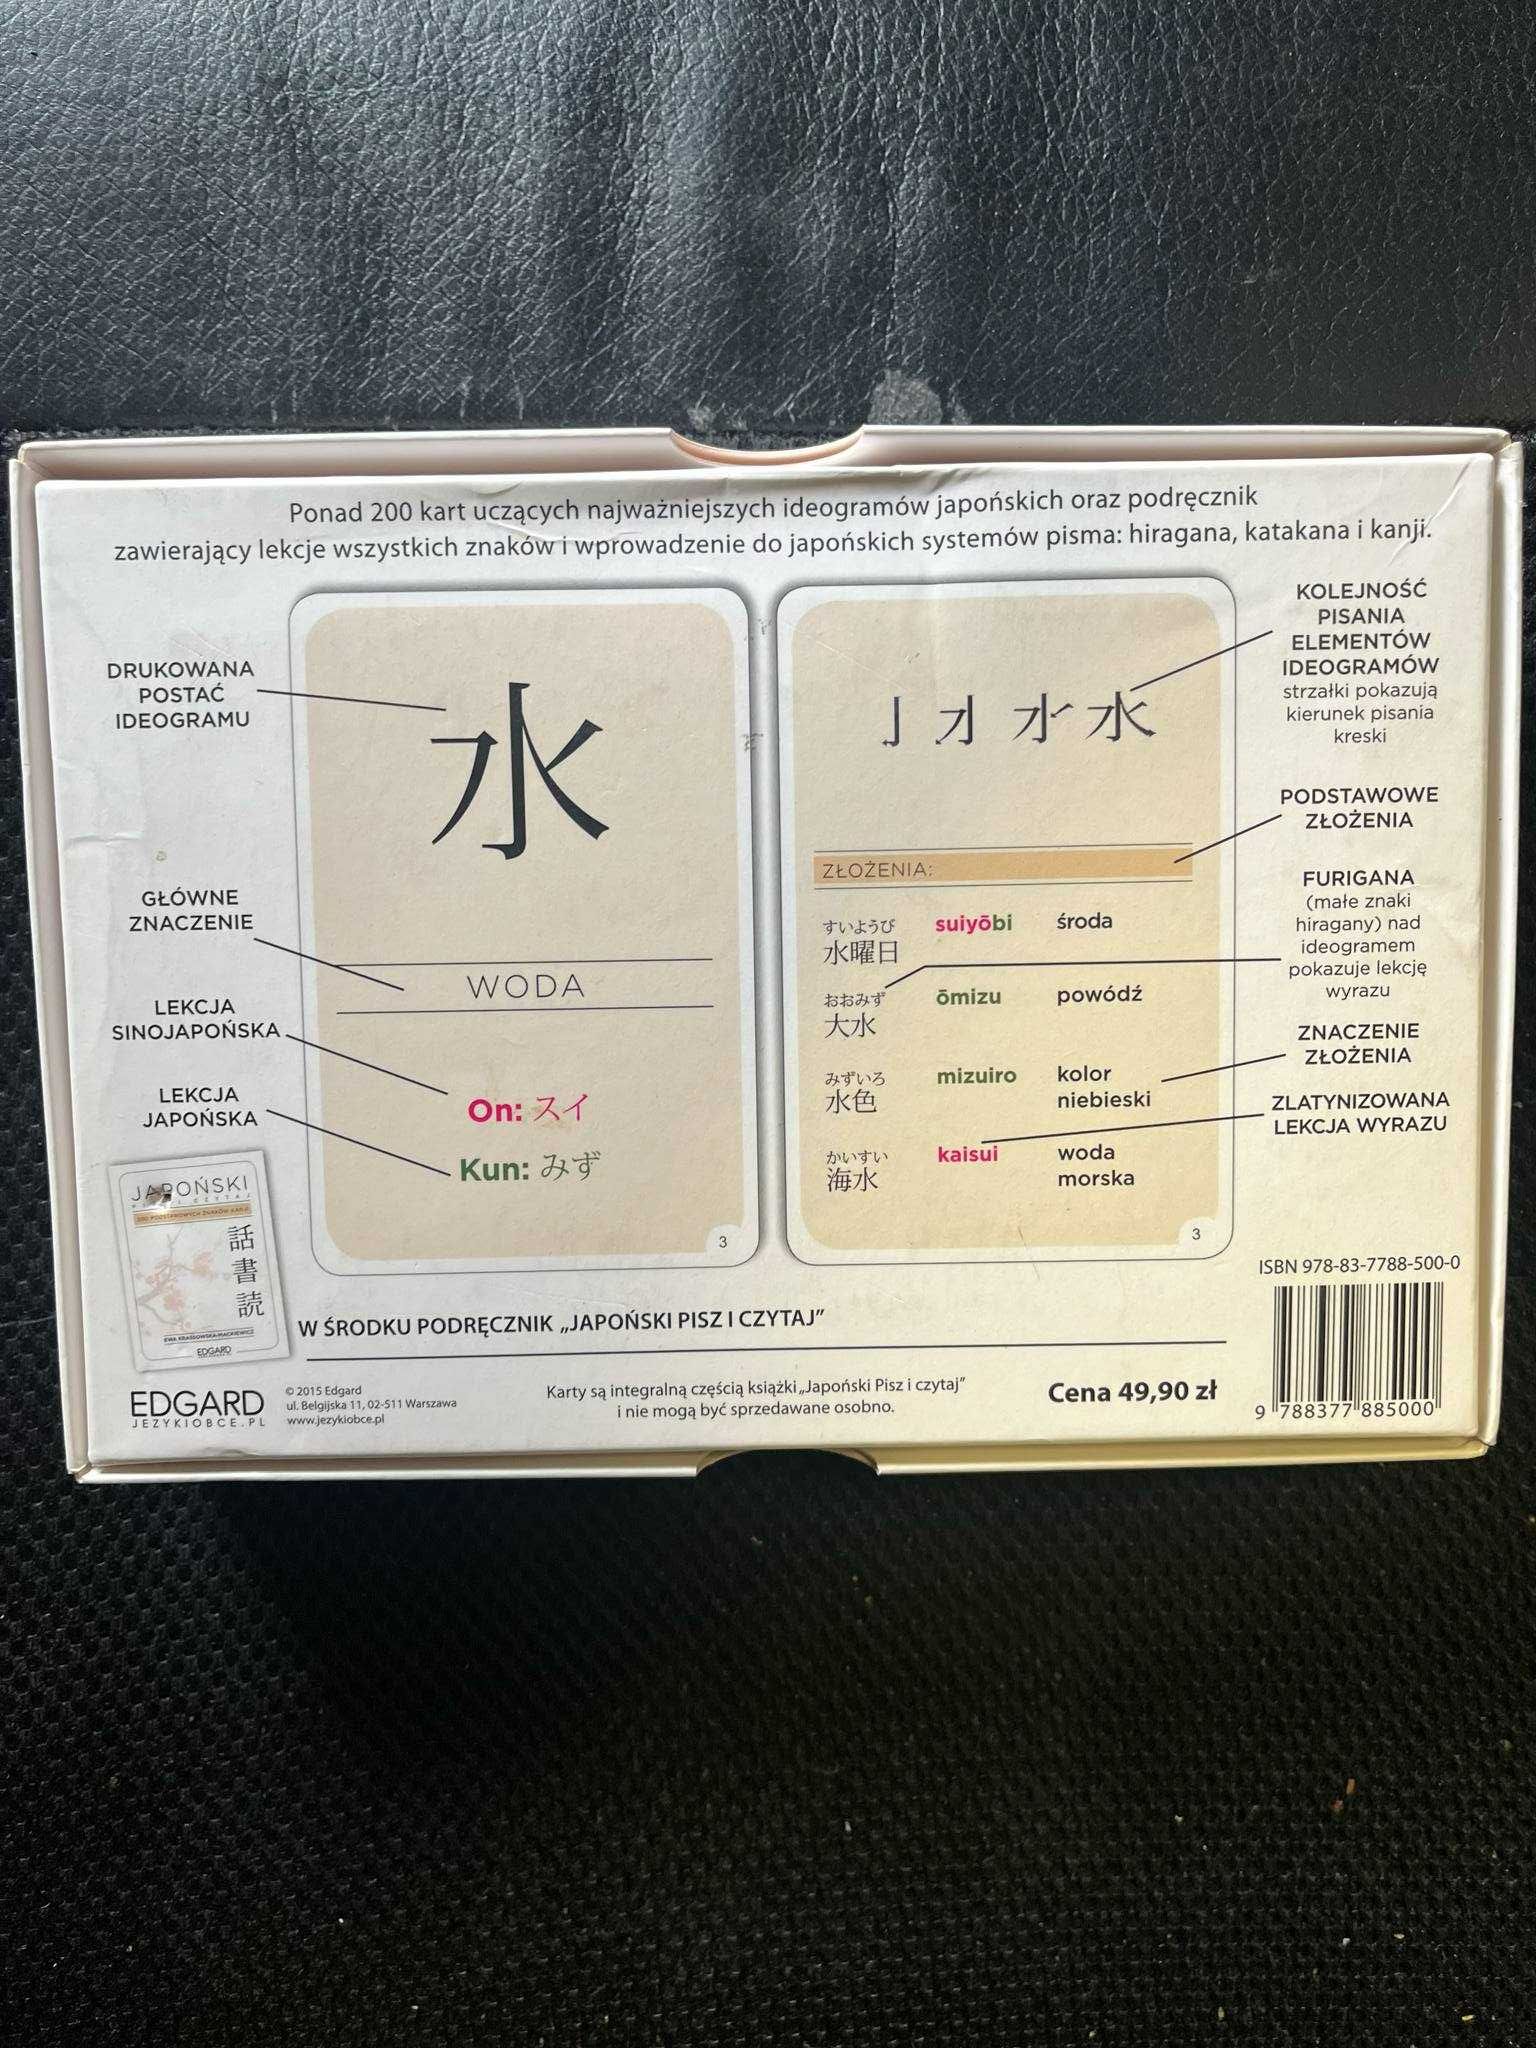 Ponad 200 kart uczących najważniejszych ideogramów japońskich oraz podręcznik
zawierający lekcje wszystkich znaków i wprowadzenie do japońskich systemów pisma: hiragana, katakana i kanji.
DRUKOWANA
POSTAĆ
IDEOGRAMU
GŁÓWNE
ZNACZENIE
LEKCJA
SINOJAPOŃSKA
LEKCJA
JAPOŃSKA
水
WODA
On: スイ
Kun: みず
3
水
ZŁOŻENIA:
すいようび
水曜日 suiyōbi środa
おおみず
大水 ōmizu powódź
みずいろ
水色 mizuiro kolor
niebieski
かいすい
海水 kaisui woda
morska
3
KOLEJNOŚĆ
PISANIA
ELEMENTÓW
IDEOGRAMÓW
strzałki pokazują
kierunek pisania
kreski
PODSTAWOWE
ZŁOŻENIA
FURIGANA
(małe znaki
hiragany) nad
ideogramem
pokazuje lekcję
wyrazu
ZNACZENIE
ZŁOŻENIA
ZLATYNIZOWANA
LEKCJA WYRAZU
JAPOŃSKI
200 PODSTAWOWYCH ZNAKÓW KANJI
話
書
読
EWA KRASSOWSKA-MACKIEWICZ
EDGARD
W ŚRODKU PODRĘCZNIK „JAPOŃSKI PISZ I CZYTAJ”
EDGARD
JEZYKIOBCE.PL
© 2015 Edgard
ul. Belgijska 11, 02-511 Warszawa
www.jezykiobce.pl
Karty są integralną częścią książki „Japoński Pisz i czytaj”
i nie mogą być sprzedawane osobno.
Cena 49,90 zł
ISBN 978-83-7788-500-0
9 788377 885000